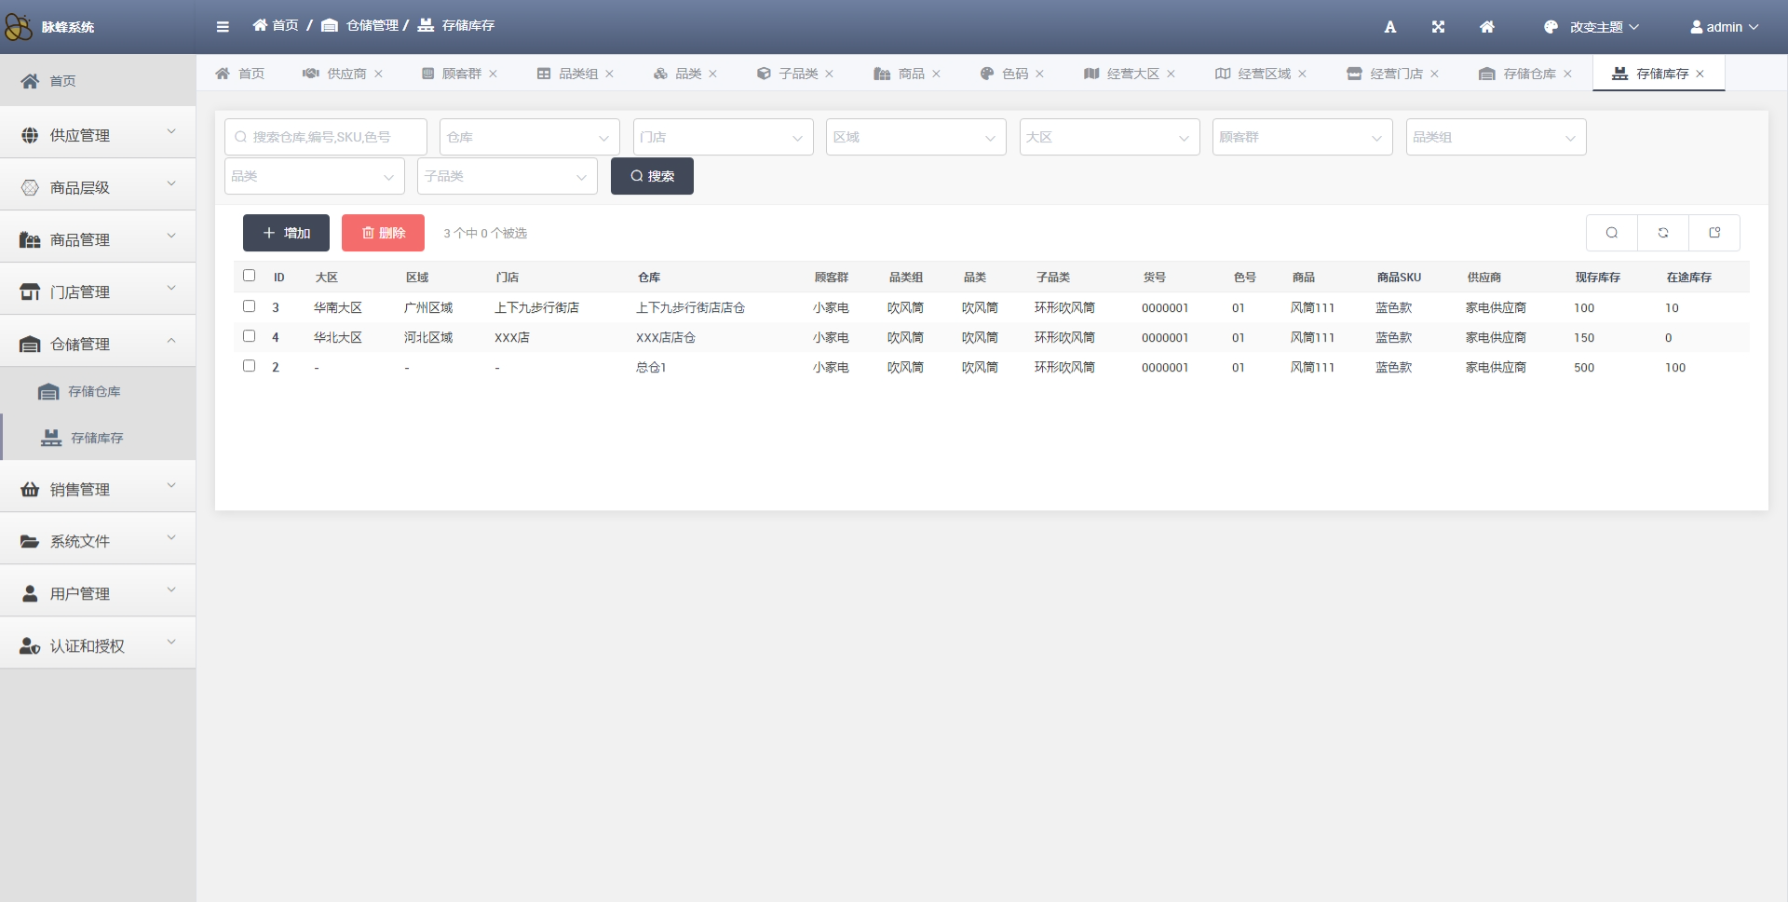 脉蜂系统
首页 / 仓储管理 / 存储库存
A 改变主题 admin
首页 供应商 × 顾客群 × 品类组 × 品类 × 子品类 × 商品 × 色码 × 经营大区 × 经营区域 × 经营门店 × 存储仓库 × 存储库存 ×
首页
供应管理
商品层级
商品管理
门店管理
仓储管理
存储仓库
存储库存
销售管理
系统文件
用户管理
认证和授权
搜索仓库,编号,SKU,色号 仓库 门店 区域 大区 顾客群 品类组
品类 子品类 搜索
+ 增加 删除 3 个中 0 个被选
ID 大区 区域 门店 仓库 顾客群 品类组 品类 子品类 货号 色号 商品 商品SKU 供应商 现存库存 在途库存
3 华南大区 广州区域 上下九步行街店 上下九步行街店店仓 小家电 吹风筒 吹风筒 环形吹风筒 0000001 01 风筒111 蓝色款 家电供应商 100 10
4 华北大区 河北区域 XXX店 XXX店店仓 小家电 吹风筒 吹风筒 环形吹风筒 0000001 01 风筒111 蓝色款 家电供应商 150 0
2 - - - 总仓1 小家电 吹风筒 吹风筒 环形吹风筒 0000001 01 风筒111 蓝色款 家电供应商 500 100